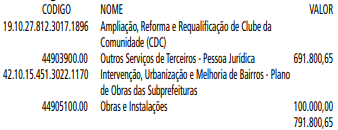 CÓDIGO NOME VALOR
19.10.27.812.3017.1896 Ampliação, Reforma e Requalificação de Clube da
Comunidade (CDC)
44903900.00 Outros Serviços de Terceiros - Pessoa Jurídica 691.800,65
42.10.15.451.3022.1170 Intervenção, Urbanização e Melhoria de Bairros - Plano
de Obras das Subprefeituras
44905100.00 Obras e Instalações 100.000,00
791.800,65